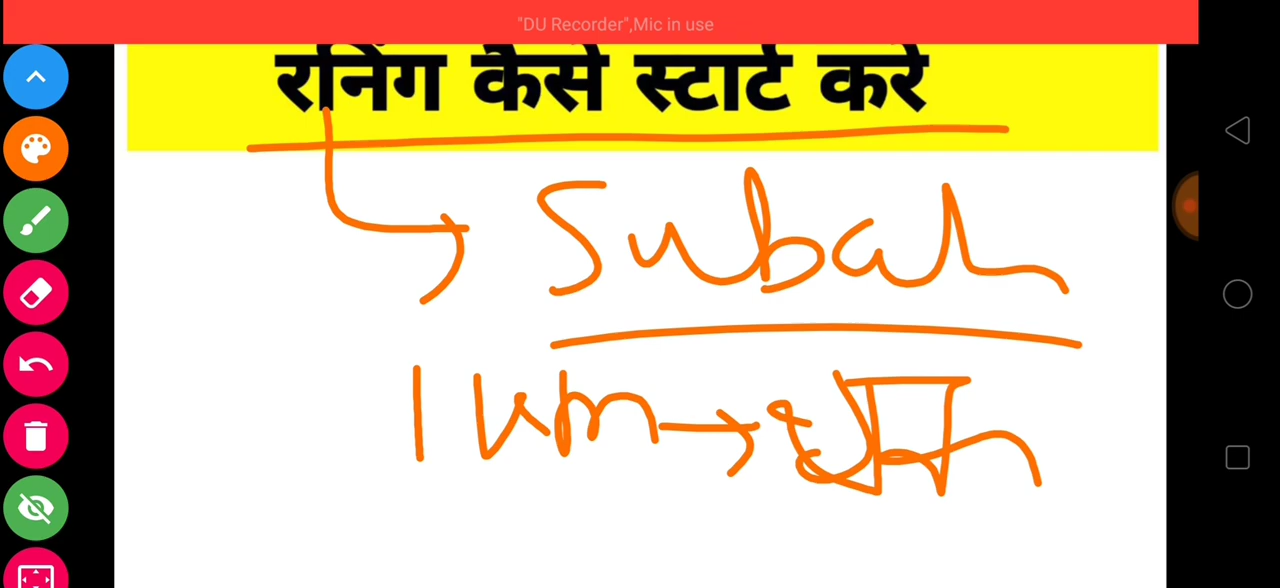 "DU Recorder",Mic in use
रनिंग कैसे स्टार्ट करे
Subah
1 km →